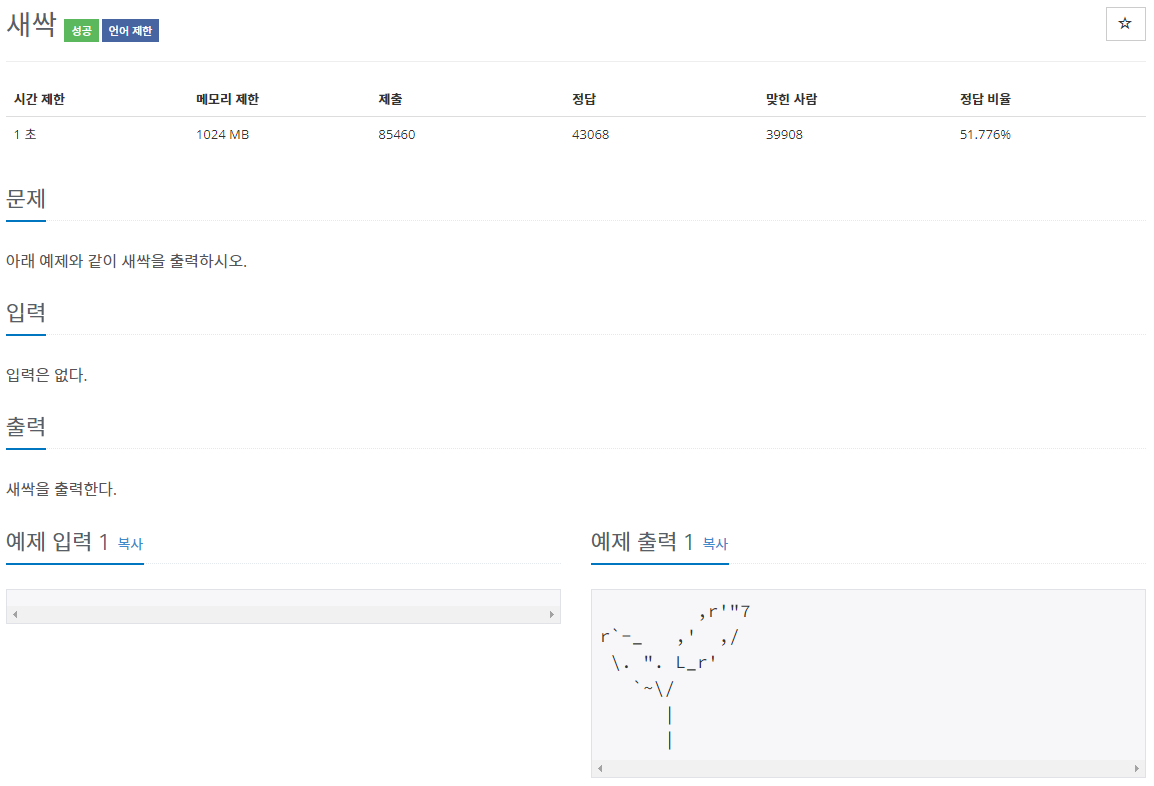 새싹 성공 언어 제한
☆
시간 제한 메모리 제한 제출 정답 맞힌 사람 정답 비율
1 초 1024 MB 85460 43068 39908 51.776%
문제
아래 예제와 같이 새싹을 출력하시오.
입력
입력은 없다.
출력
새싹을 출력한다.
예제 입력 1 복사
예제 출력 1 복사
         ,r'"7
r`-_   ,'  ,/
 \. ". L_r'
   `~\/
      |
      |